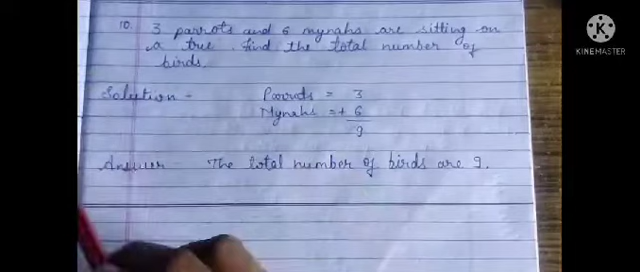 10. 3 parrots and 6 mynahs are sitting on
a tree. find the total number of
birds.
Solution - Parrots = 3
Mynahs = + 6
9
Answer - The total number of birds are 9.
KINEMASTER